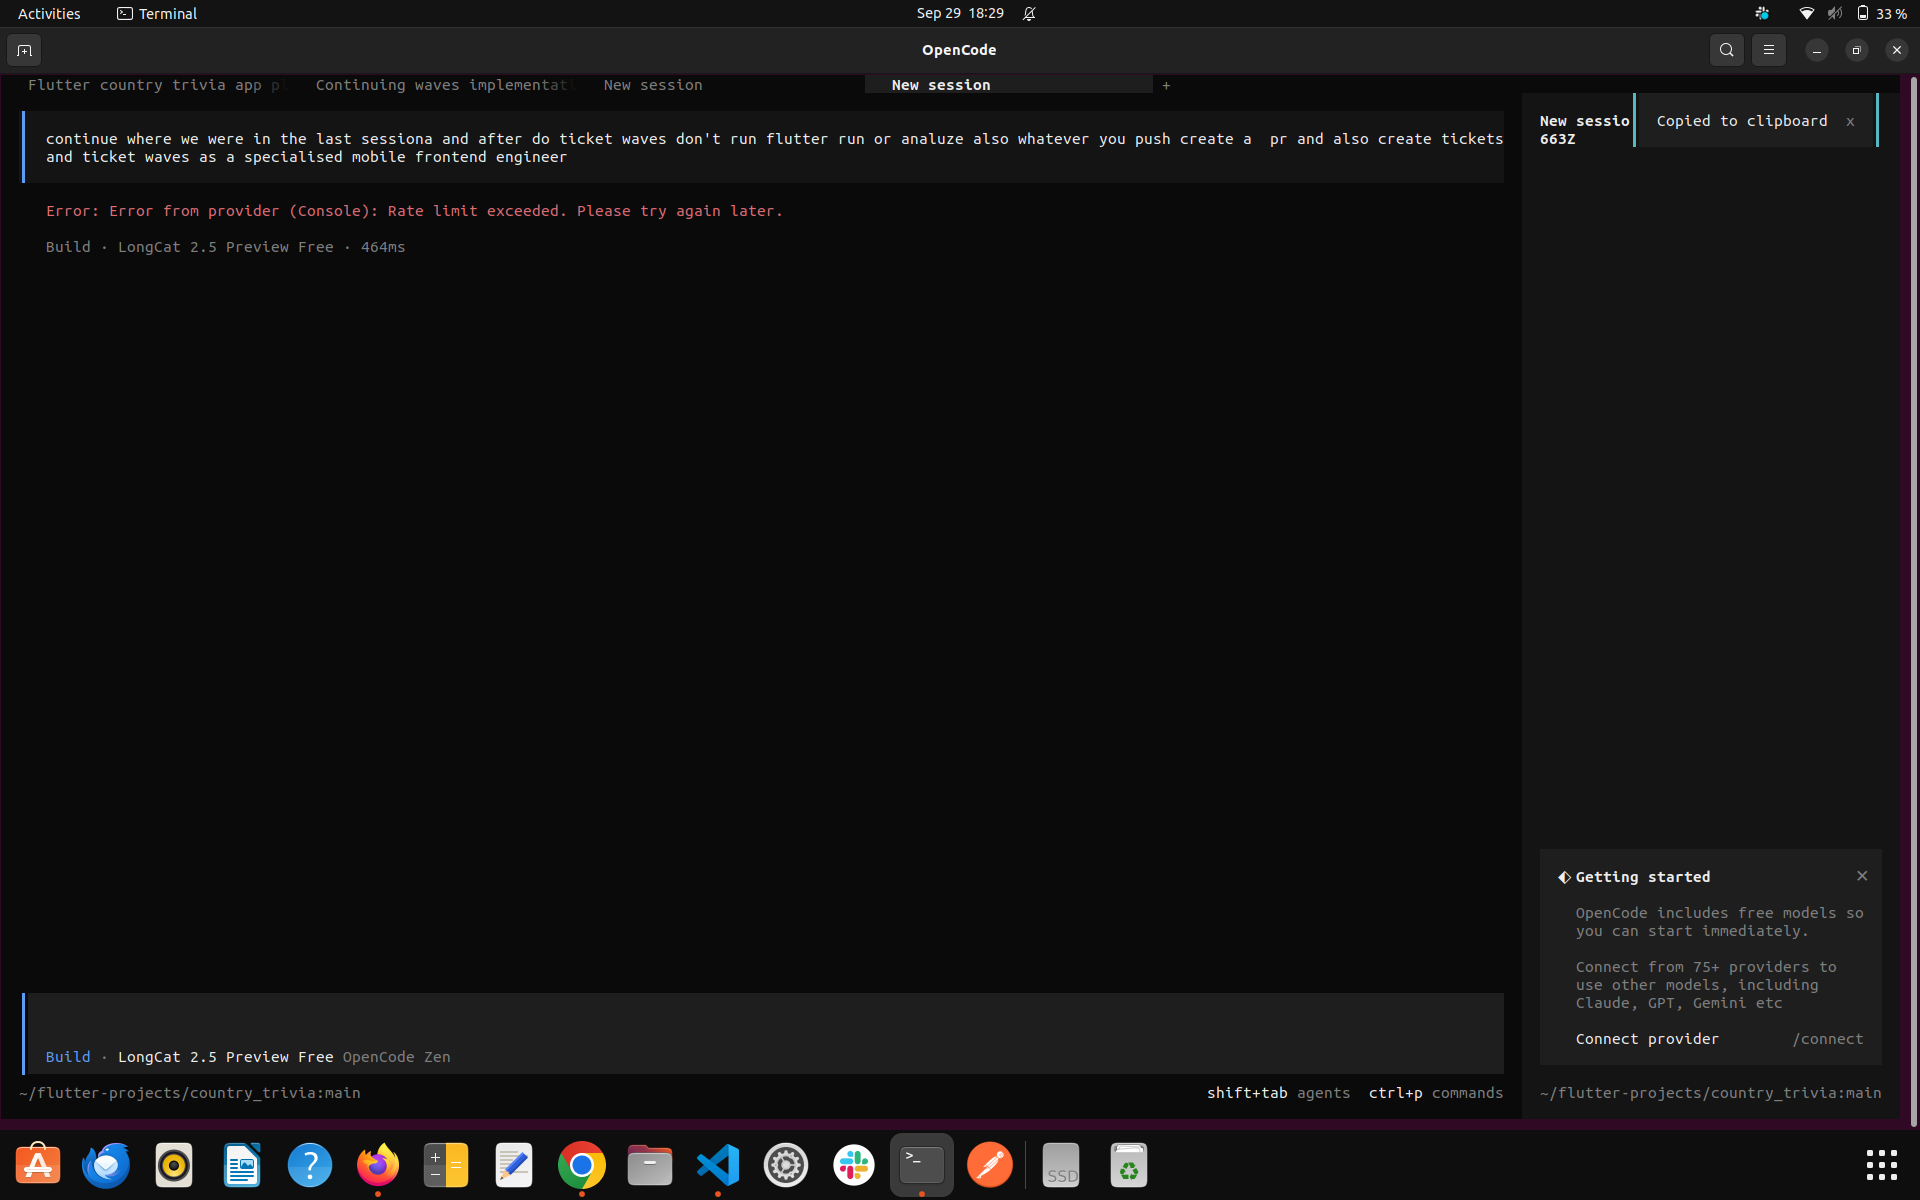 Activities
Terminal
Sep 29 18:29
33 %
OpenCode
Flutter country trivia app
Continuing waves implementat
New session
New session
+
continue where we were in the last sessiona and after do ticket waves don't run flutter run or analuze also whatever you push create a  pr and also create tickets
and ticket waves as a specialised mobile frontend engineer
New sessio
663Z
Copied to clipboard x
Error: Error from provider (Console): Rate limit exceeded. Please try again later.
Build · LongCat 2.5 Preview Free · 464ms
Getting started
OpenCode includes free models so
you can start immediately.
Connect from 75+ providers to
use other models, including
Claude, GPT, Gemini etc
Connect provider /connect
Build · LongCat 2.5 Preview Free OpenCode Zen
~/flutter-projects/country_trivia:main
shift+tab agents ctrl+p commands
~/flutter-projects/country_trivia:main
SSD